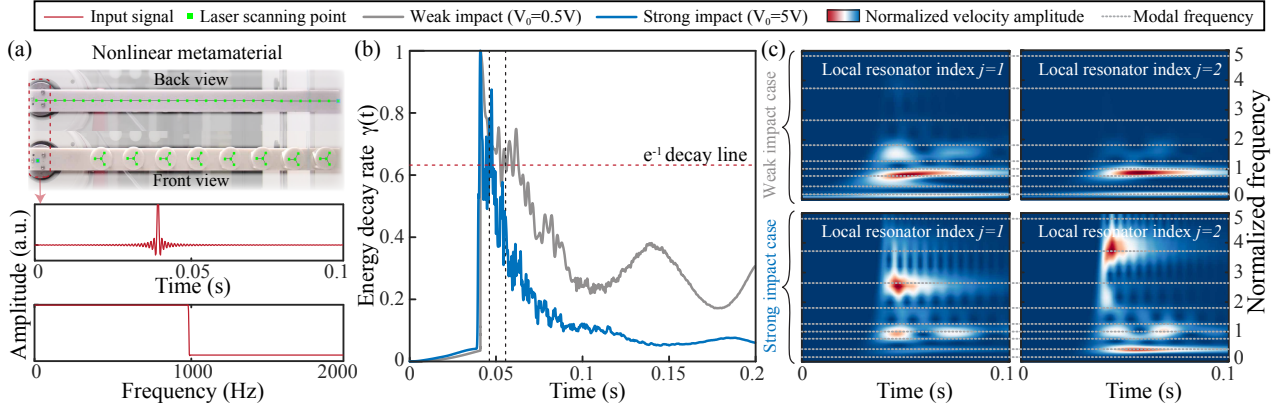 Input signal Laser scanning point Weak impact (V₀=0.5V) Strong impact (V₀=5V) Normalized velocity amplitude Modal frequency
(a)
Nonlinear metamaterial
Back view
Front view
Amplitude (a.u.)
0 0.05 0.1
Time (s)
0 1000 2000
Frequency (Hz)
(b)
Energy decay rate γ(t)
1
0.8
0.6
0.4
0.2
0
e⁻¹ decay line
0 0.05 0.1 0.15 0.2
Time (s)
(c)
Weak impact case
Local resonator index j=1
Local resonator index j=2
5
4
3
2
1
0
Strong impact case
Local resonator index j=1
Local resonator index j=2
5
4
3
2
1
0
Normalized frequency
0 0.1
Time (s)
0 0.1
Time (s)